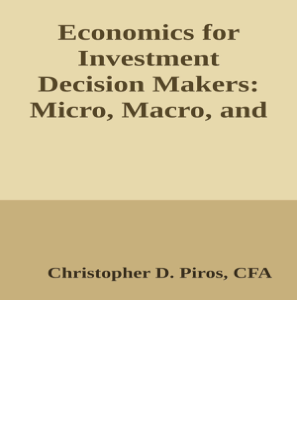 Economics for
Investment
Decision Makers:
Micro, Macro, and
Christopher D. Piros, CFA